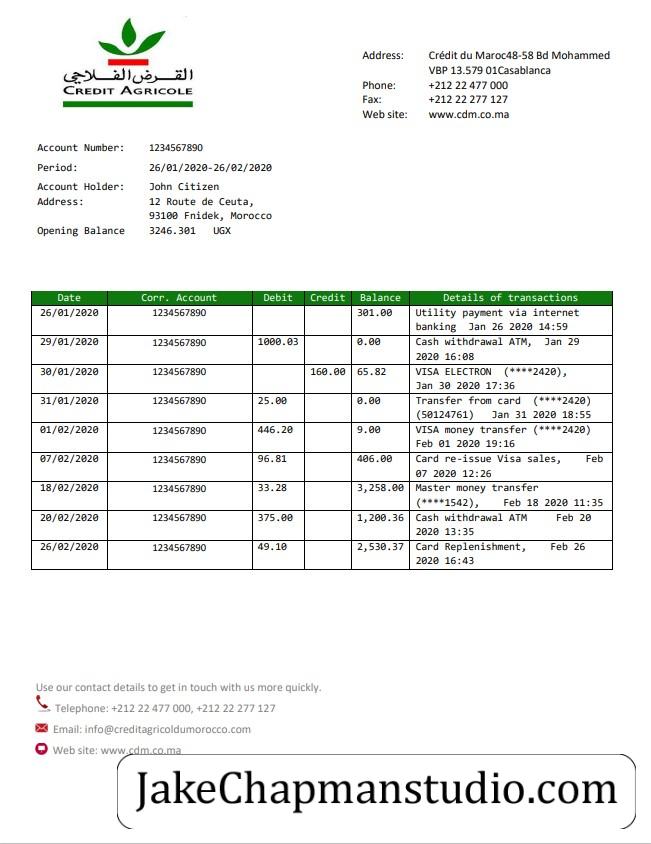 القرض الفلاحي
CREDIT AGRICOLE
Address: Crédit du Maroc48-58 Bd Mohammed
VBP 13.579 01Casablanca
Phone: +212 22 477 000
Fax: +212 22 277 127
Web site: www.cdm.co.ma
Account Number: 1234567890
Period: 26/01/2020-26/02/2020
Account Holder: John Citizen
Address: 12 Route de Ceuta,
93100 Fnidek, Morocco
Opening Balance 3246.301 UGX
Date Corr. Account Debit Credit Balance Details of transactions
26/01/2020 1234567890 301.00 Utility payment via internet
banking Jan 26 2020 14:59
29/01/2020 1234567890 1000.03 0.00 Cash withdrawal ATM, Jan 29
2020 16:08
30/01/2020 1234567890 160.00 65.82 VISA ELECTRON (****2420),
Jan 30 2020 17:36
31/01/2020 1234567890 25.00 0.00 Transfer from card (****2420)
(50124761) Jan 31 2020 18:55
01/02/2020 1234567890 446.20 9.00 VISA money transfer (****2420)
Feb 01 2020 19:16
07/02/2020 1234567890 96.81 406.00 Card re-issue Visa sales, Feb
07 2020 12:26
18/02/2020 1234567890 33.28 3,258.00 Master money transfer
(****1542), Feb 18 2020 11:35
20/02/2020 1234567890 375.00 1,200.36 Cash withdrawal ATM Feb 20
2020 13:35
26/02/2020 1234567890 49.10 2,530.37 Card Replenishment, Feb 26
2020 16:43
Use our contact details to get in touch with us more quickly.
Telephone: +212 22 477 000, +212 22 277 127
Email: info@creditagricoldumorocco.com
Web site: www.cdm.co.ma
JakeChapmanstudio.com